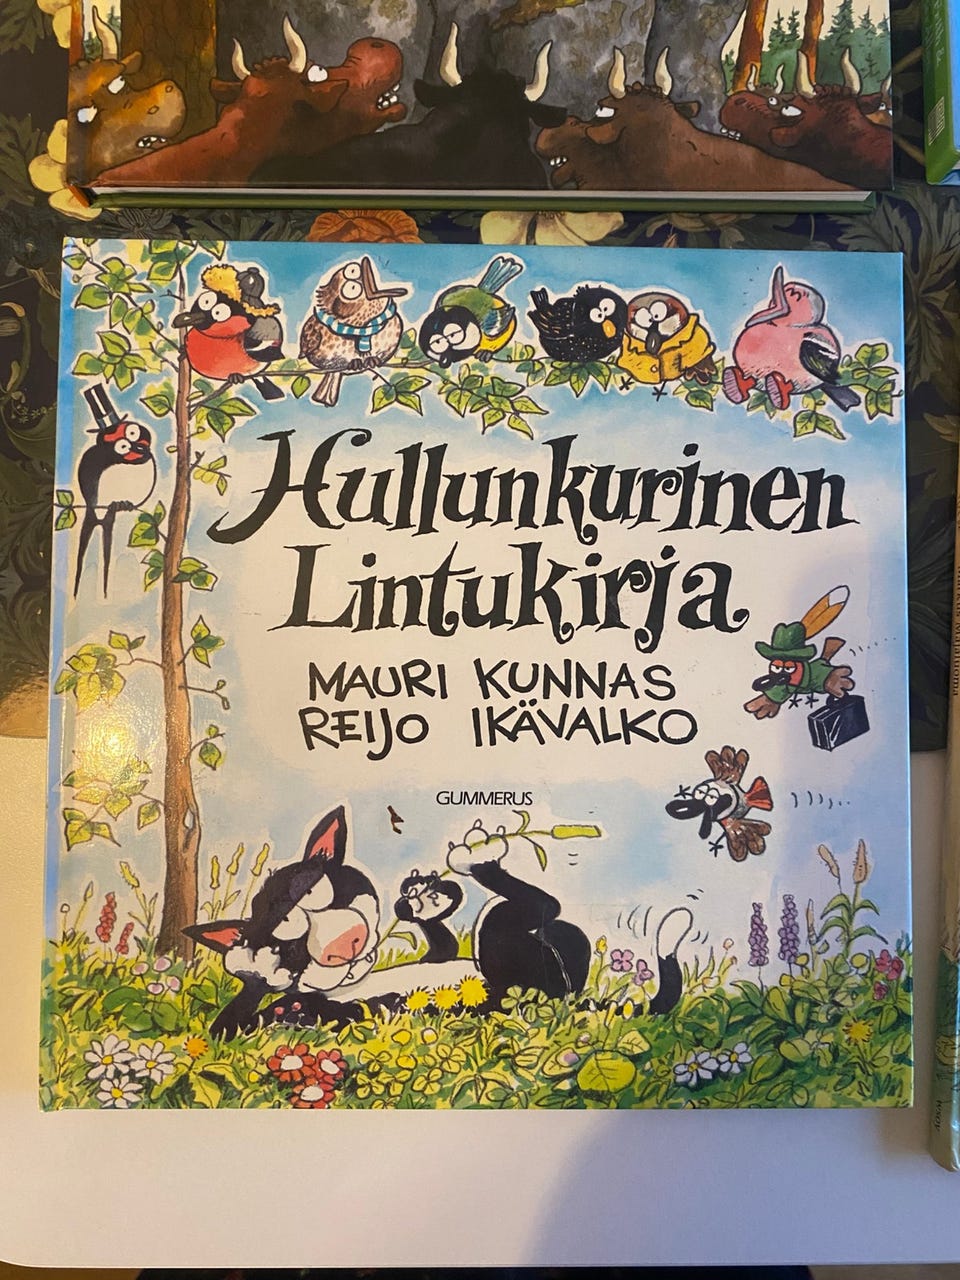 Hullunkurinen
Lintukirja
MAURI KUNNAS
REIJO IKÄVALKO
GUMMERUS